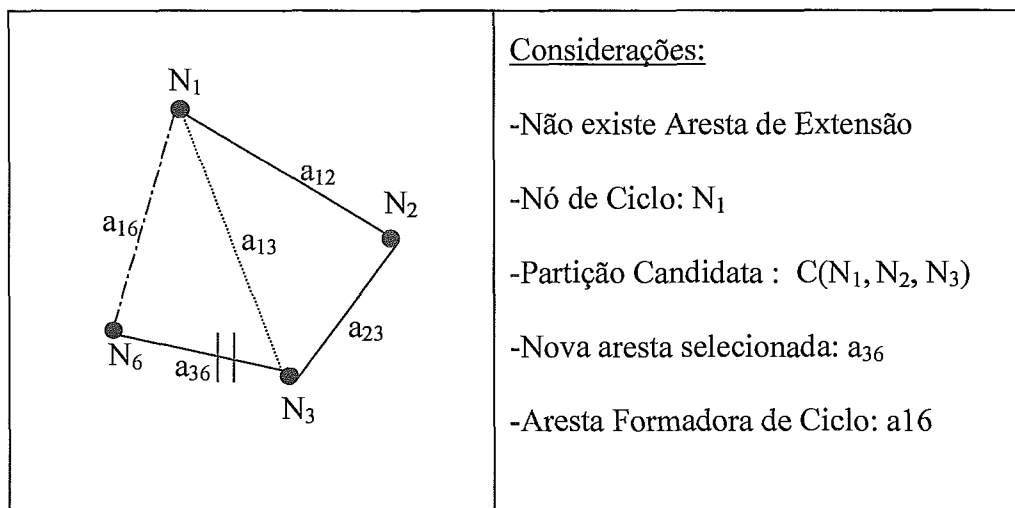 N₁
a₁₂
N₂
a₁₆
a₁₃
a₂₃
N₆
a₃₆
N₃
Considerações:
-Não existe Aresta de Extensão
-Nó de Ciclo: N₁
-Partição Candidata : C(N₁, N₂, N₃)
-Nova aresta selecionada: a₃₆
-Aresta Formadora de Ciclo: a16